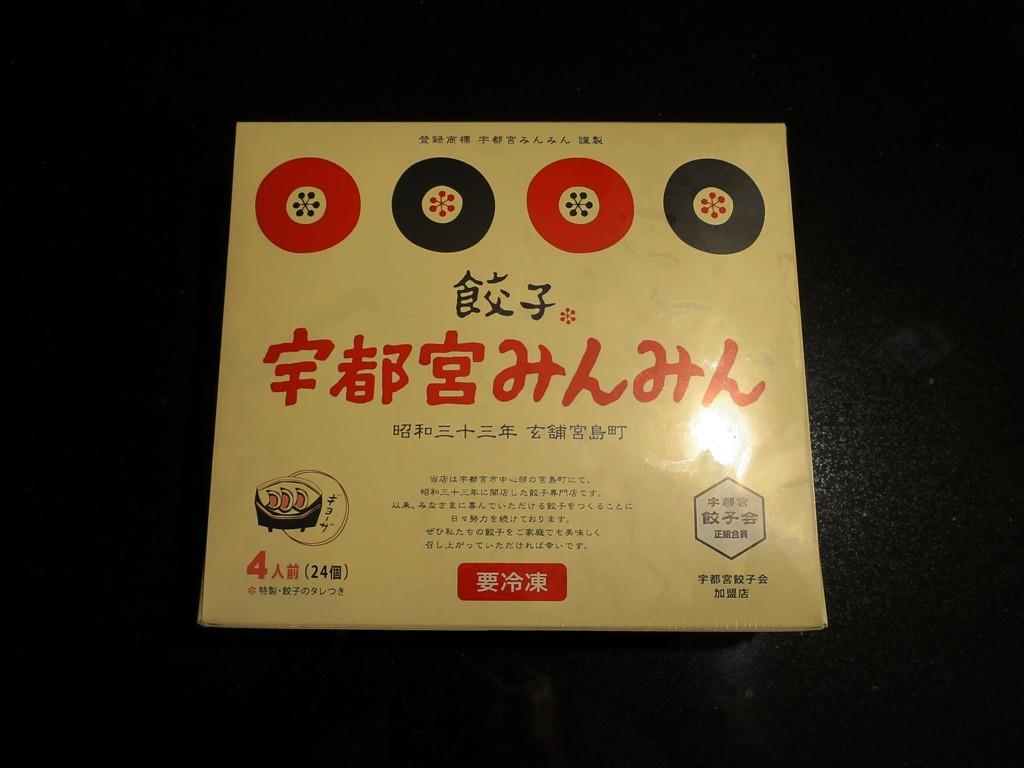 登録商標 宇都宮みんみん 謹製
餃子
宇都宮みんみん
昭和三十三年 玄舗宮島町
当店は宇都宮市中心部の宮島町にて、
昭和三十三年に開店した餃子専門店です。
以来、みなさまに喜んでいただける餃子をつくることに
日々努力を続けております。
ぜひ私たちの餃子をご家庭でも美味しく
召し上がっていただければ幸いです。
ギョーザ
4人前(24個)
*特製・餃子のタレつき
要冷凍
宇都宮
餃子会
正組合員
宇都宮餃子会
加盟店